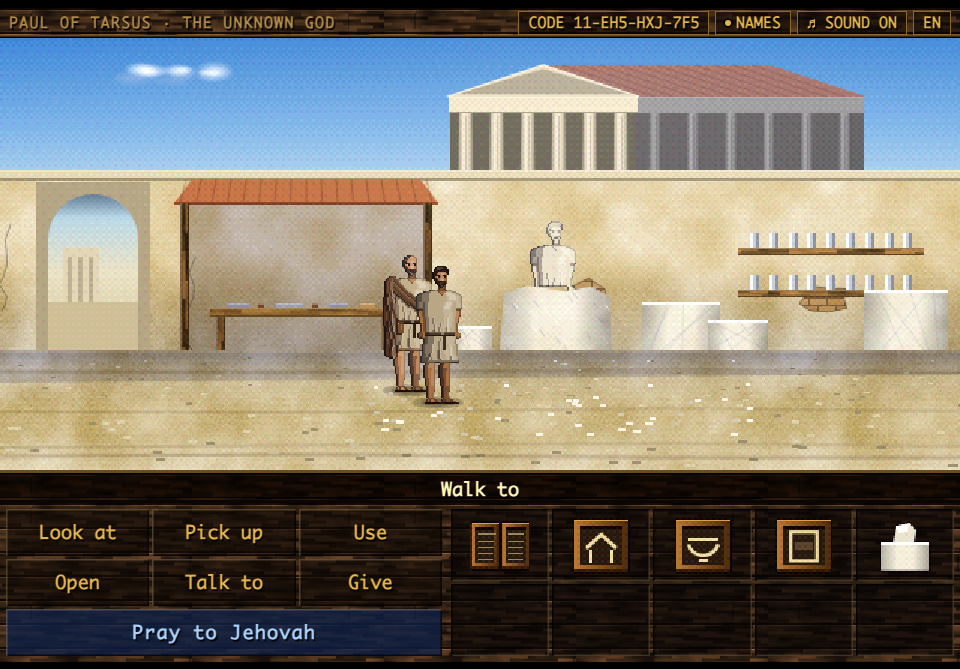 PAUL OF TARSUS · THE UNKNOWN GOD
CODE 11-EH5-HXJ-7F5
• NAMES
♬ SOUND ON
EN
Walk to
Look at
Pick up
Use
Open
Talk to
Give
Pray to Jehovah